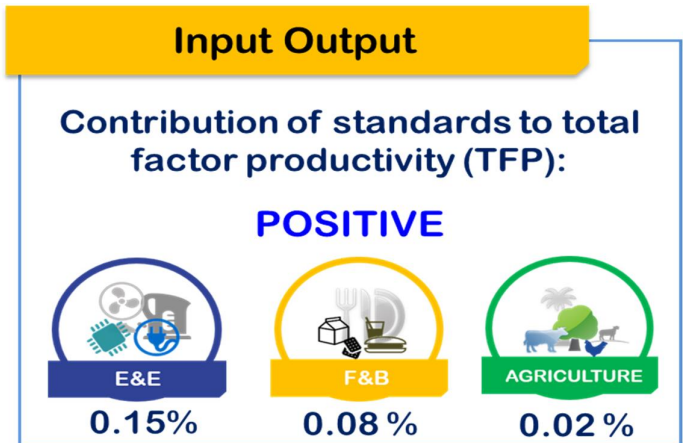 Input Output
Contribution of standards to total
factor productivity (TFP):
POSITIVE
E&E
F&B
AGRICULTURE
0.15%
0.08 %
0.02 %